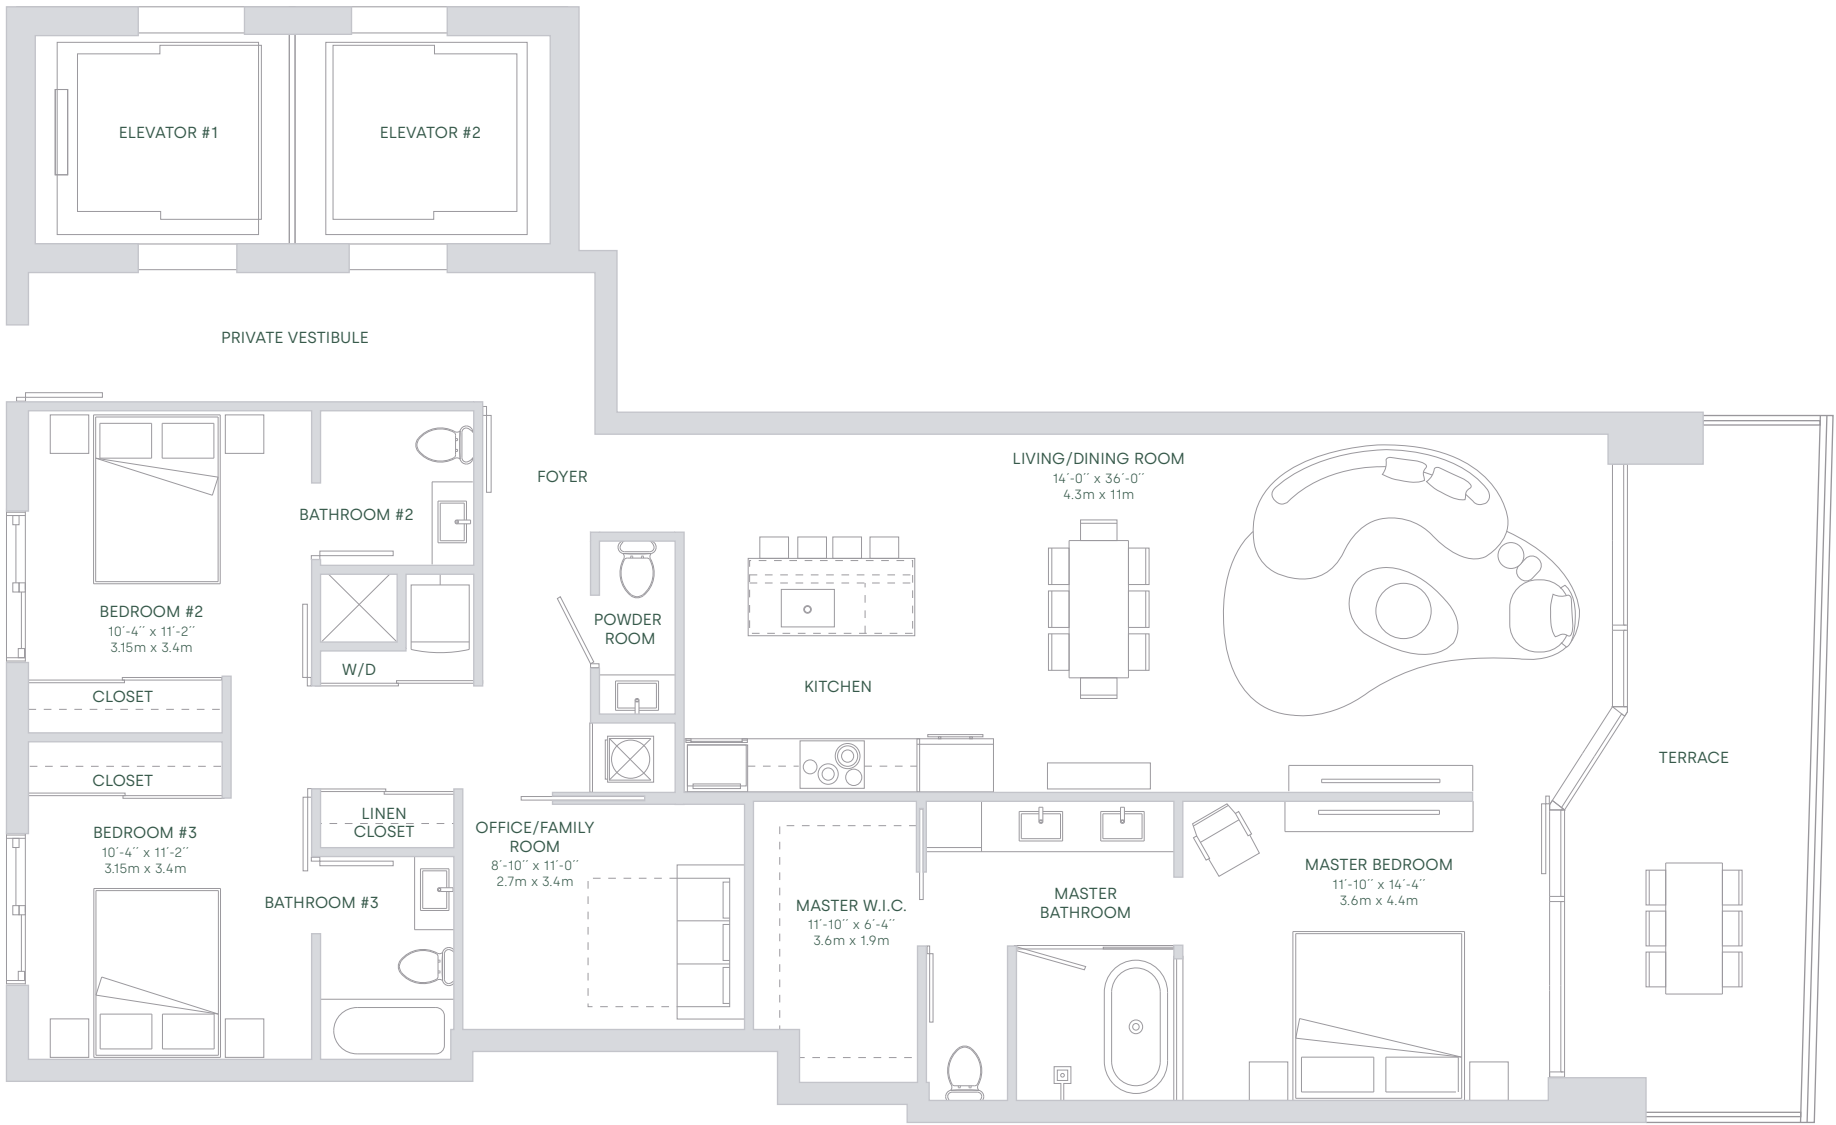 ELEVATOR #1
ELEVATOR #2
PRIVATE VESTIBULE
FOYER
LIVING/DINING ROOM
14´-0´´ x 36´-0´´
4.3m x 11m
BATHROOM #2
BEDROOM #2
10´-4´´ x 11´-2´´
3.15m x 3.4m
POWDER
ROOM
W/D
CLOSET
KITCHEN
TERRACE
CLOSET
LINEN
CLOSET
BEDROOM #3
10´-4´´ x 11´-2´´
3.15m x 3.4m
OFFICE/FAMILY
ROOM
8´-10´´ x 11´-0´´
2.7m x 3.4m
BATHROOM #3
MASTER W.I.C.
11´-10´´ x 6´-4´´
3.6m x 1.9m
MASTER
BATHROOM
MASTER BEDROOM
11´-10´´ x 14´-4´´
3.6m x 4.4m